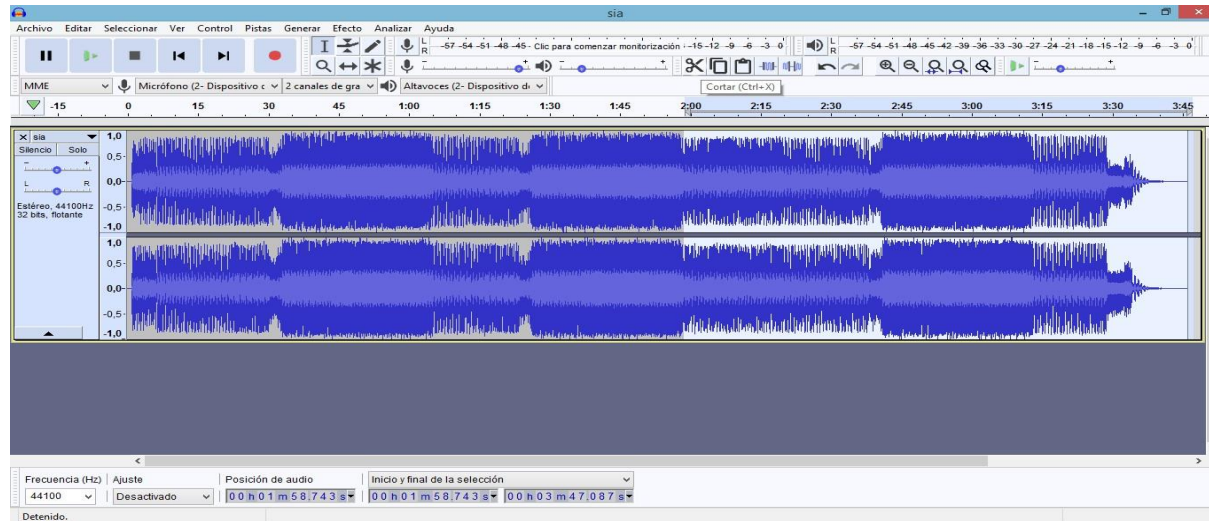 sia
Archivo Editar Seleccionar Ver Control Pistas Generar Efecto Analizar Ayuda
L -57 -54 -51 -48 -45 - Clic para comenzar monitorización -15 -12 -9 -6 -3 0
R
L -57 -54 -51 -48 -45 -42 -39 -36 -33 -30 -27 -24 -21 -18 -15 -12 -9 -6 -3 0
R
- +
- +
- +
MME Micrófono (2- Dispositivo c 2 canales de gra Altavoces (2- Dispositivo di
Cortar (Ctrl+X)
-15 0 15 30 45 1:00 1:15 1:30 1:45 2:00 2:15 2:30 2:45 3:00 3:15 3:30 3:45
X sia
Silencio Solo
- +
L R
Estéreo, 44100Hz
32 bits, flotante
1,0
0,5
0,0
-0,5
-1,0
1,0
0,5
0,0
-0,5
-1,0
Frecuencia (Hz) Ajuste Posición de audio Inicio y final de la selección
44100 Desactivado 00 h 01 m 58.743 s 00 h 01 m 58.743 s 00 h 03 m 47.087 s
Detenido.